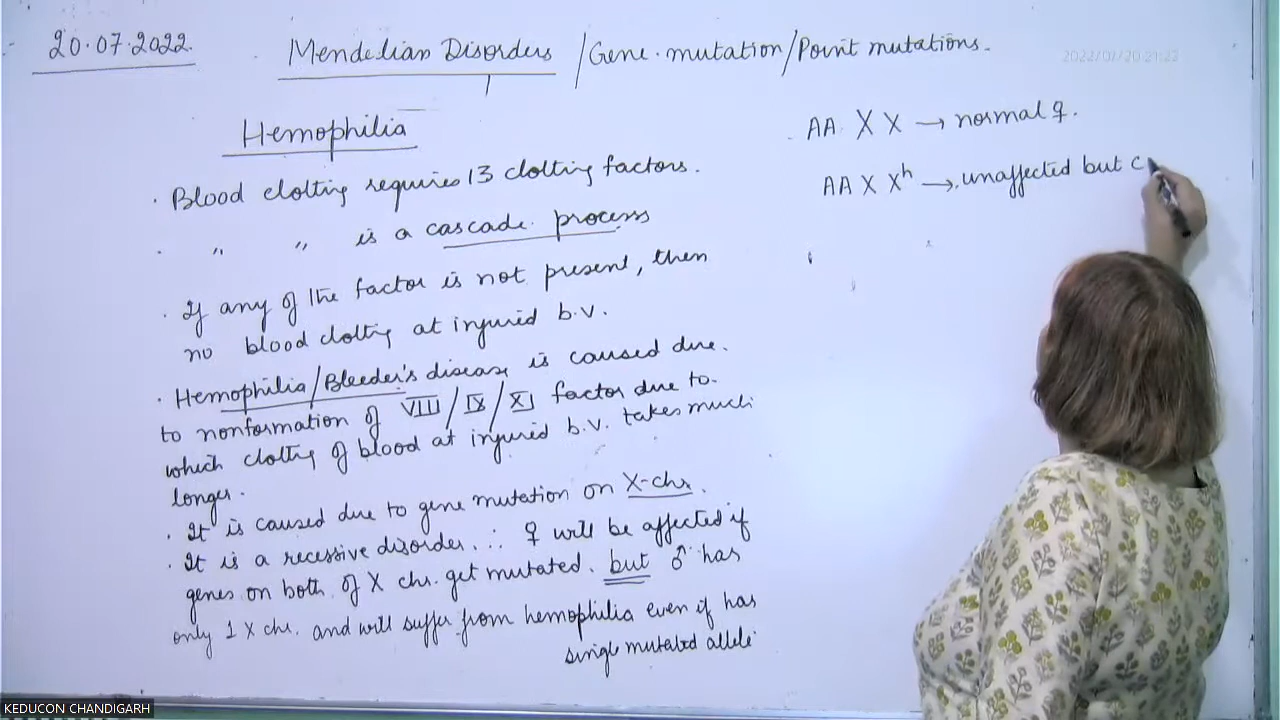 20.07.2022.
Mendelian Disorders /Gene.mutation/Point mutations.
Hemophilia
. Blood clotting requires 13 clotting factors.
. " " is a cascade process
. If any of the factor is not present, then
no blood clotting at injured b.v.
. Hemophilia/Bleeder's disease is caused due.
to nonformation of VIII/IX/XI factor due to.
which clotting of blood at injured b.v. takes much
longer.
. It is caused due to gene mutation on X-chr.
. It is a recessive disorder. ∴ ♀ will be affected if
genes on both of X chr. get mutated. but ♂ has
only 1 X chr. and will suffer from hemophilia even if has
single mutated allele
AA X X → normal ♀.
AA X Xʰ → unaffected but c
KEDUCON CHANDIGARH